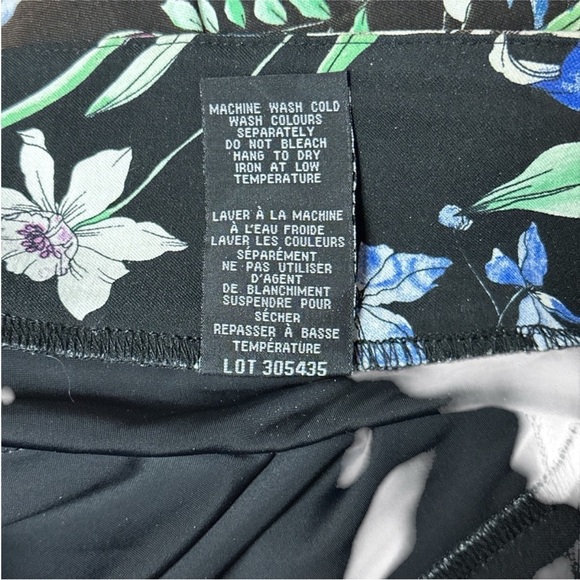 MACHINE WASH COLD
WASH COLOURS
SEPARATELY
DO NOT BLEACH
HANG TO DRY
IRON AT LOW
TEMPERATURE
LAVER À LA MACHINE
À L'EAU FROIDE
LAVER LES COULEURS
SÉPARÉMENT
NE PAS UTILISER
D'AGENT
DE BLANCHIMENT
SUSPENDRE POUR
SÉCHER
REPASSER À BASSE
TEMPÉRATURE
LOT 305435